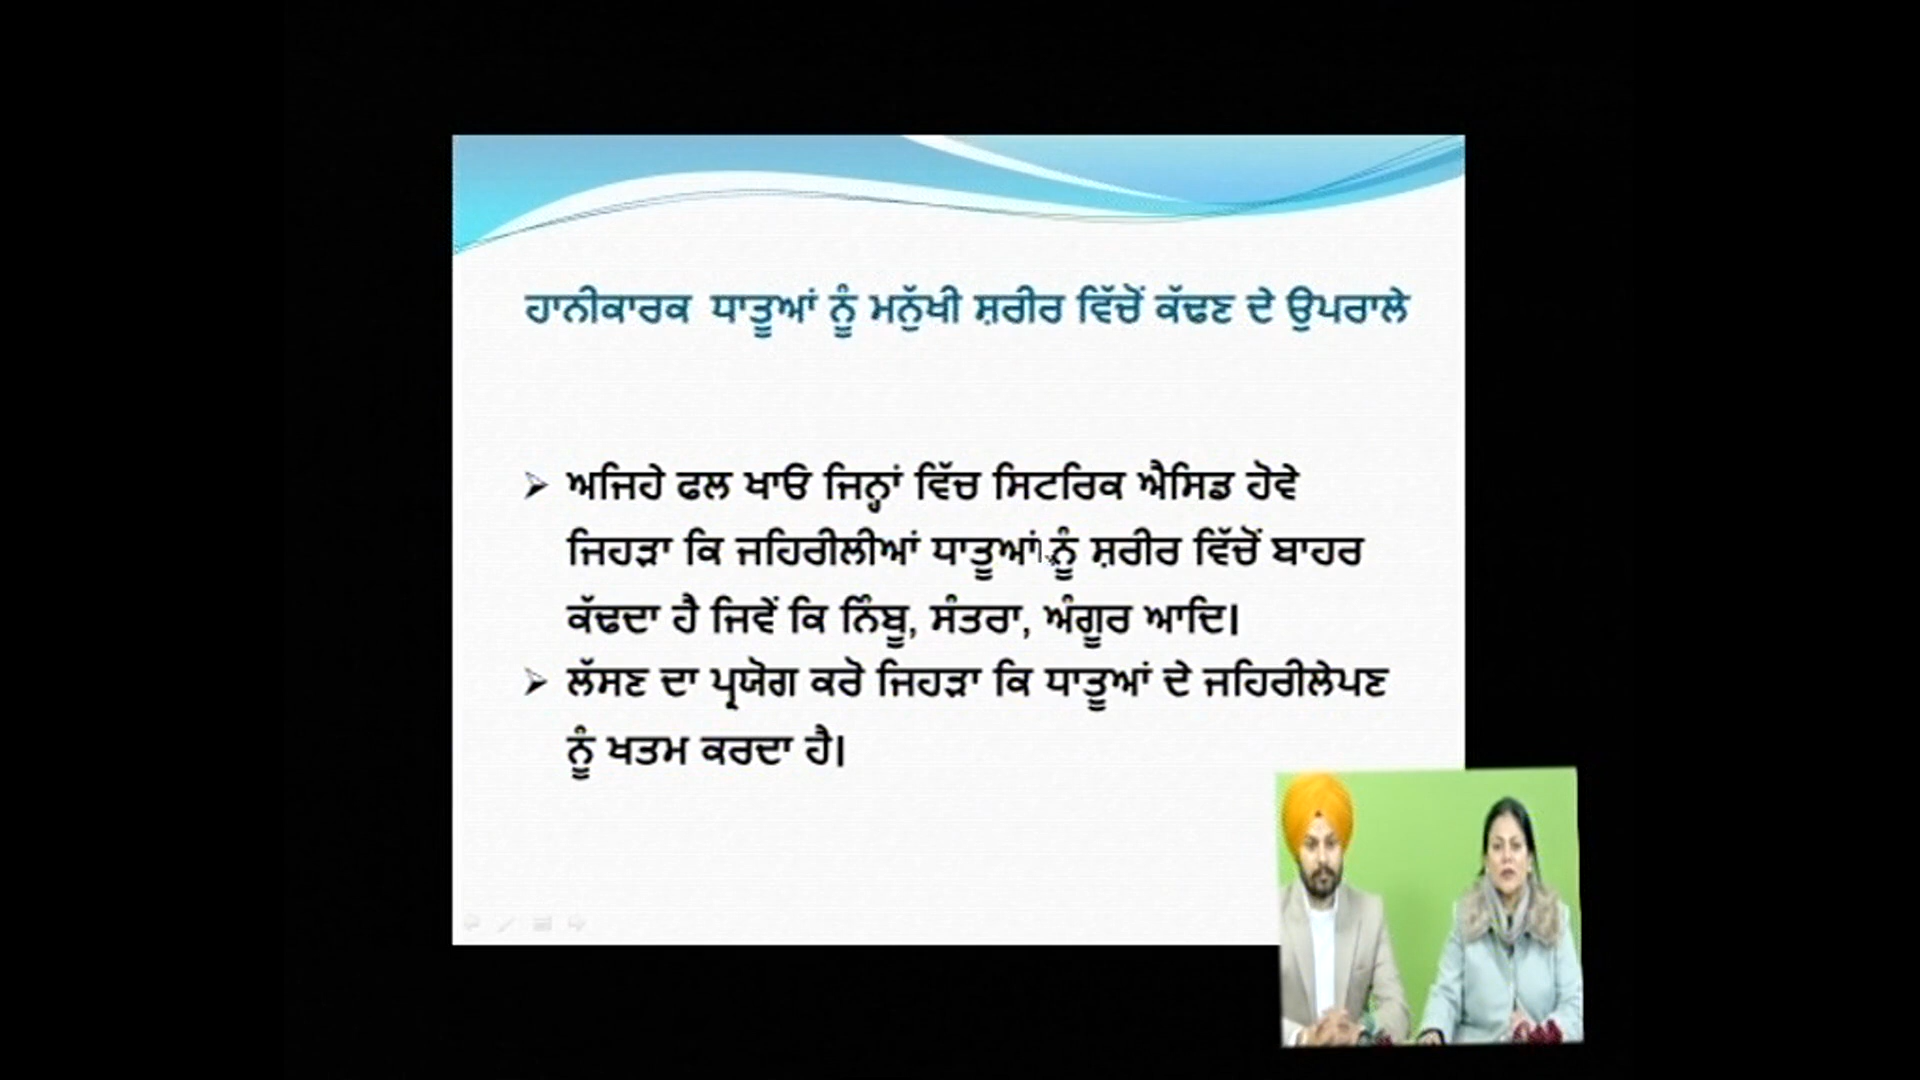 ਹਾਨੀਕਾਰਕ ਧਾਤੂਆਂ ਨੂੰ ਮਨੁੱਖੀ ਸ਼ਰੀਰ ਵਿੱਚੋਂ ਕੱਢਣ ਦੇ ਉਪਰਾਲੇ
ਅਜਿਹੇ ਫਲ ਖਾਓ ਜਿਨ੍ਹਾਂ ਵਿੱਚ ਸਿਟਰਿਕ ਐਸਿਡ ਹੋਵੇ
ਜਿਹੜਾ ਕਿ ਜਹਿਰੀਲੀਆਂ ਧਾਤੂਆਂ ਨੂੰ ਸ਼ਰੀਰ ਵਿੱਚੋਂ ਬਾਹਰ
ਕੱਢਦਾ ਹੈ ਜਿਵੇਂ ਕਿ ਨਿੰਬੂ, ਸੰਤਰਾ, ਅੰਗੂਰ ਆਦਿ।
ਲੱਸਣ ਦਾ ਪ੍ਰਯੋਗ ਕਰੋ ਜਿਹੜਾ ਕਿ ਧਾਤੂਆਂ ਦੇ ਜਹਿਰੀਲੇਪਣ
ਨੂੰ ਖਤਮ ਕਰਦਾ ਹੈ।